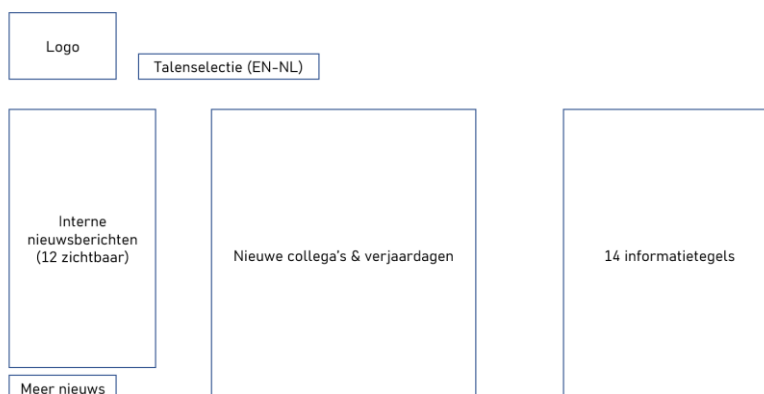 Logo
Talenselectie (EN-NL)
Interne
nieuwsberichten
(12 zichtbaar)
Nieuwe collega's & verjaardagen
14 informatietegels
Meer nieuws